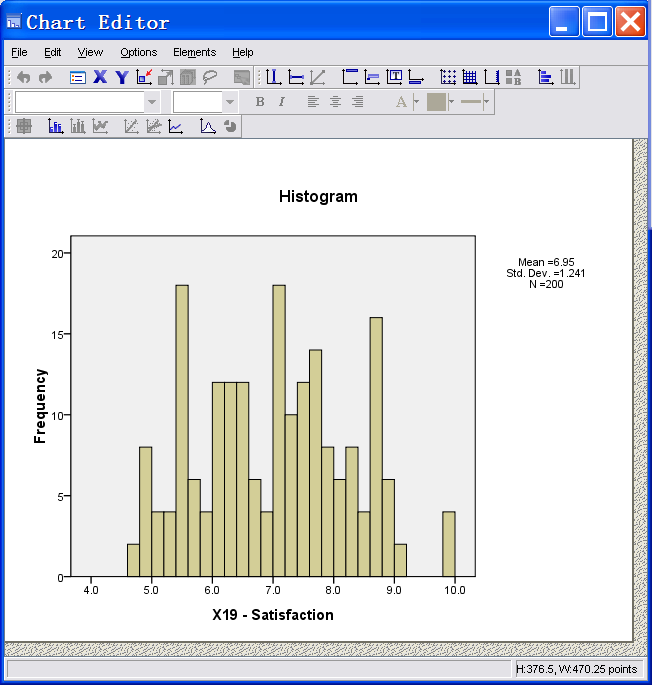 Chart Editor
File Edit View Options Elements Help
X Y
B I A
Histogram
Mean =6.95
Std. Dev. =1.241
N =200
20
15
10
5
0
Frequency
4.0 5.0 6.0 7.0 8.0 9.0 10.0
X19 - Satisfaction
H:376.5, W:470.25 points